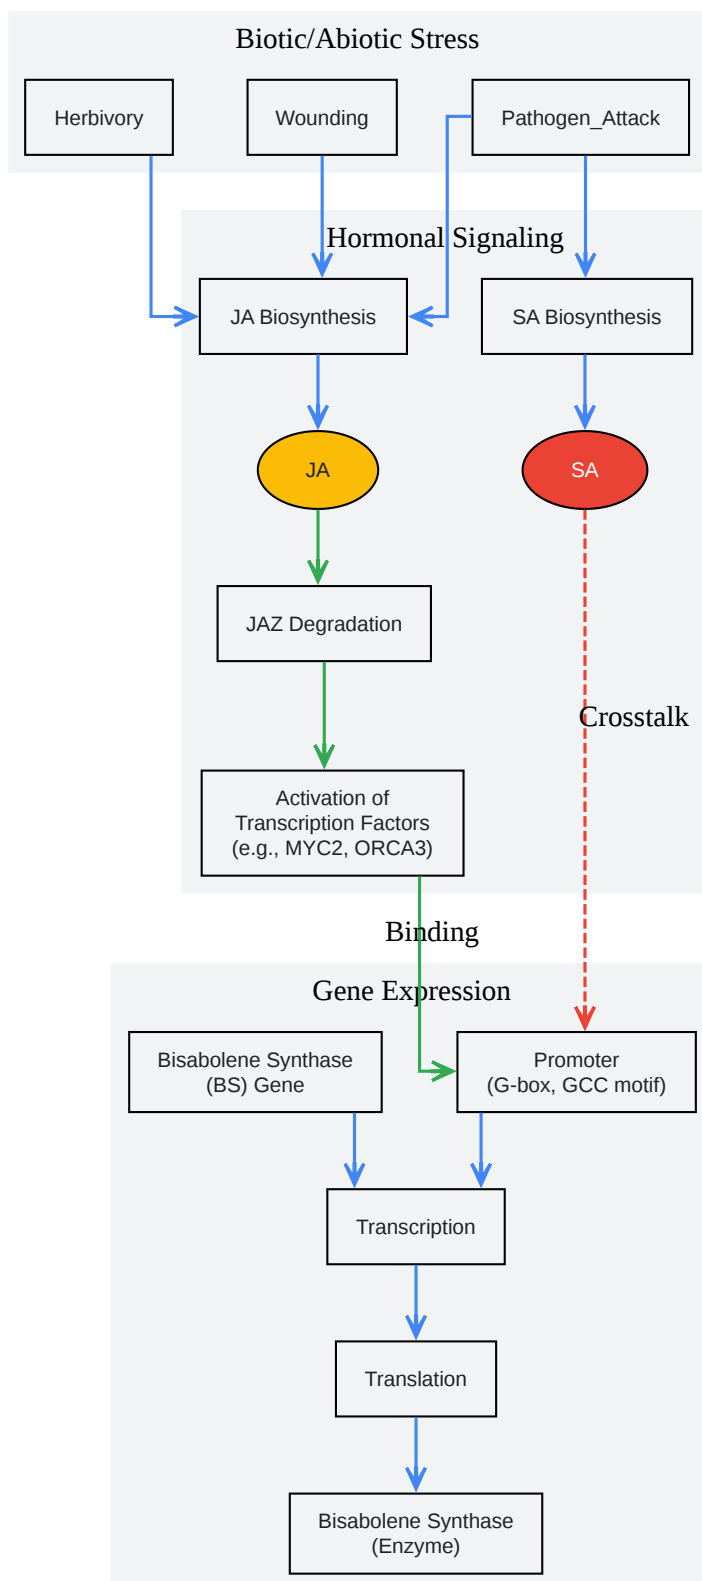 Biotic/Abiotic Stress
Herbivory
Wounding
Pathogen_Attack
Hormonal Signaling
JA Biosynthesis
SA Biosynthesis
JA
SA
JAZ Degradation
Crosstalk
Activation of
Transcription Factors
(e.g., MYC2, ORCA3)
Binding
Gene Expression
Bisabolene Synthase
(BS) Gene
Promoter
(G-box, GCC motif)
Transcription
Translation
Bisabolene Synthase
(Enzyme)